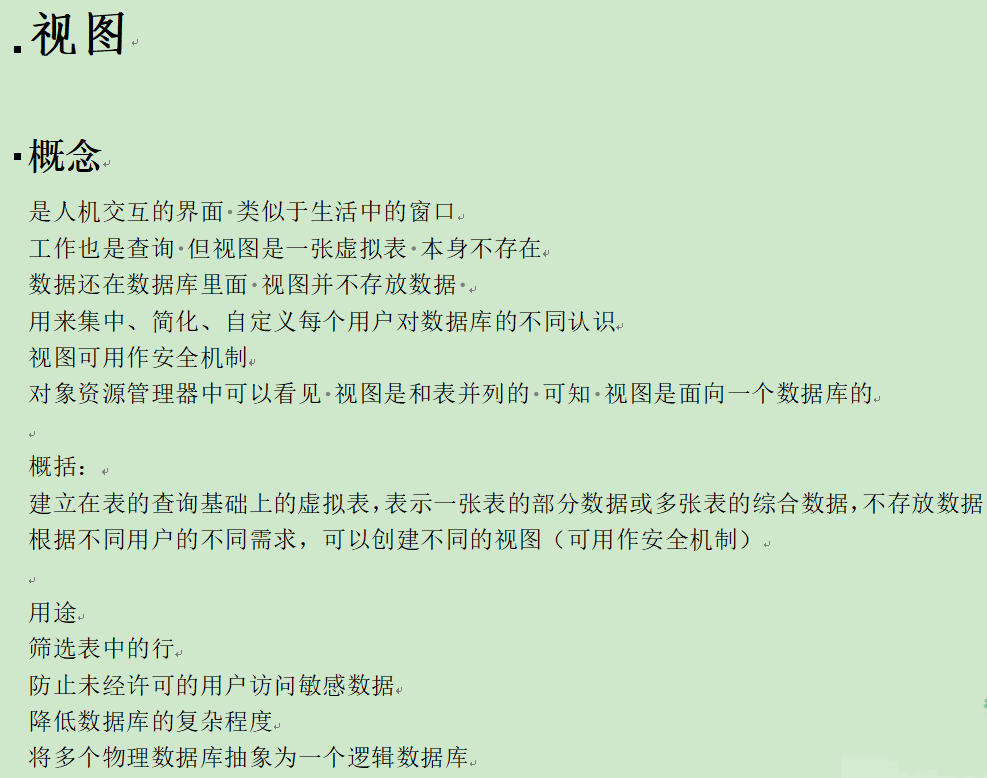 视图
概念
是人机交互的界面 类似于生活中的窗口
工作也是查询 但视图是一张虚拟表 本身不存在
数据还在数据库里面 视图并不存放数据
用来集中、简化、自定义每个用户对数据库的不同认识
视图可用作安全机制
对象资源管理器中可以看见 视图是和表并列的 可知 视图是面向一个数据库的
概括：
建立在表的查询基础上的虚拟表,表示一张表的部分数据或多张表的综合数据,不存放数据
根据不同用户的不同需求，可以创建不同的视图（可用作安全机制）
用途
筛选表中的行
防止未经许可的用户访问敏感数据
降低数据库的复杂程度
将多个物理数据库抽象为一个逻辑数据库